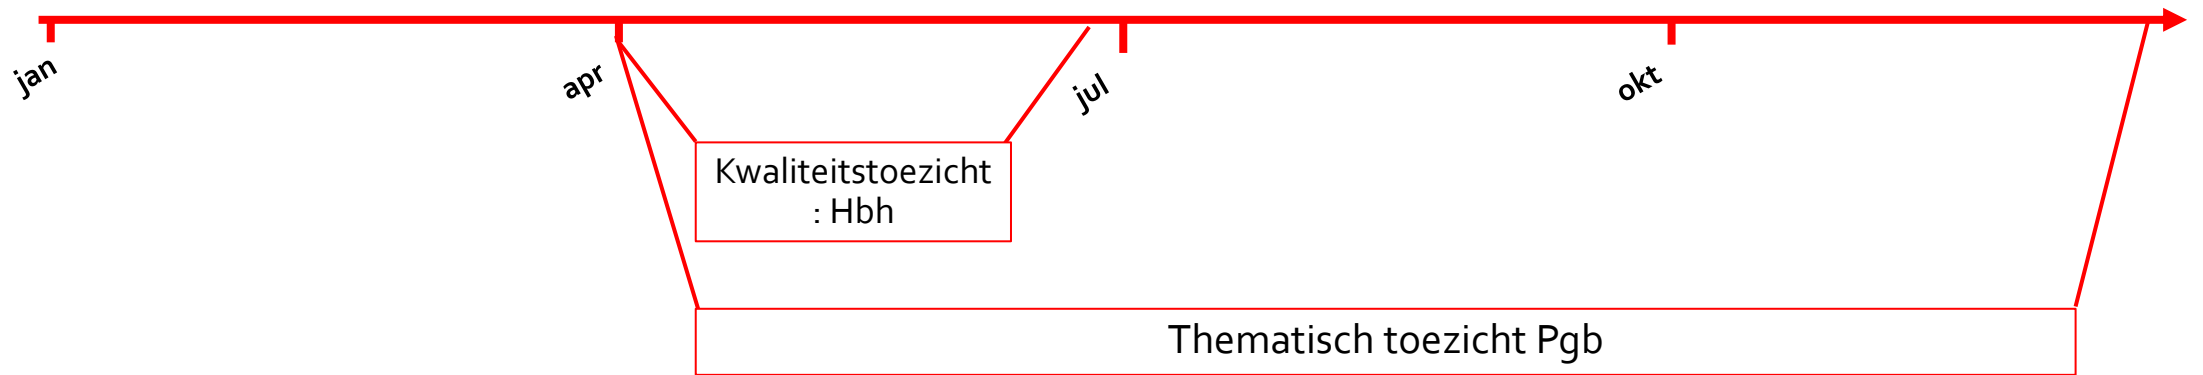 jan
apr
jul
okt
Kwaliteitstoezicht
: Hbh
Thematisch toezicht Pgb